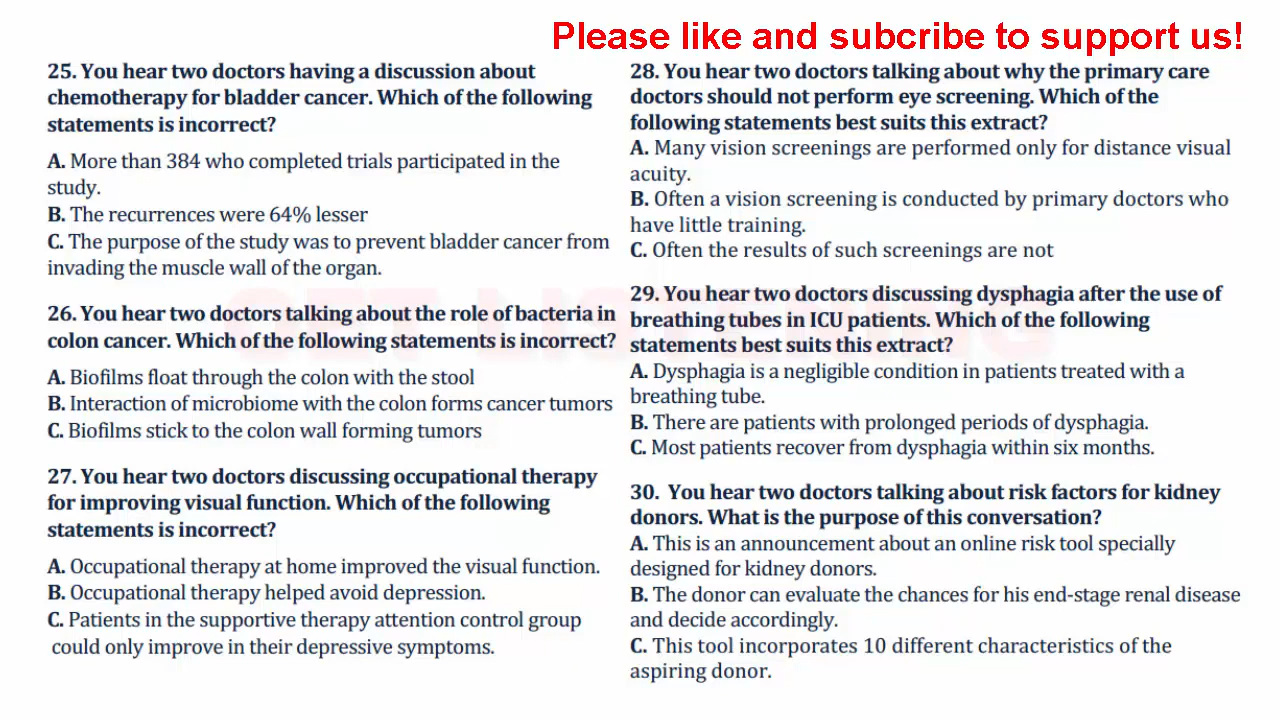 Please like and subcribe to support us!
25. You hear two doctors having a discussion about
chemotherapy for bladder cancer. Which of the following
statements is incorrect?
A. More than 384 who completed trials participated in the
study.
B. The recurrences were 64% lesser
C. The purpose of the study was to prevent bladder cancer from
invading the muscle wall of the organ.
26. You hear two doctors talking about the role of bacteria in
colon cancer. Which of the following statements is incorrect?
A. Biofilms float through the colon with the stool
B. Interaction of microbiome with the colon forms cancer tumors
C. Biofilms stick to the colon wall forming tumors
27. You hear two doctors discussing occupational therapy
for improving visual function. Which of the following
statements is incorrect?
A. Occupational therapy at home improved the visual function.
B. Occupational therapy helped avoid depression.
C. Patients in the supportive therapy attention control group
could only improve in their depressive symptoms.
28. You hear two doctors talking about why the primary care
doctors should not perform eye screening. Which of the
following statements best suits this extract?
A. Many vision screenings are performed only for distance visual
acuity.
B. Often a vision screening is conducted by primary doctors who
have little training.
C. Often the results of such screenings are not
29. You hear two doctors discussing dysphagia after the use of
breathing tubes in ICU patients. Which of the following
statements best suits this extract?
A. Dysphagia is a negligible condition in patients treated with a
breathing tube.
B. There are patients with prolonged periods of dysphagia.
C. Most patients recover from dysphagia within six months.
30. You hear two doctors talking about risk factors for kidney
donors. What is the purpose of this conversation?
A. This is an announcement about an online risk tool specially
designed for kidney donors.
B. The donor can evaluate the chances for his end-stage renal disease
and decide accordingly.
C. This tool incorporates 10 different characteristics of the
aspiring donor.